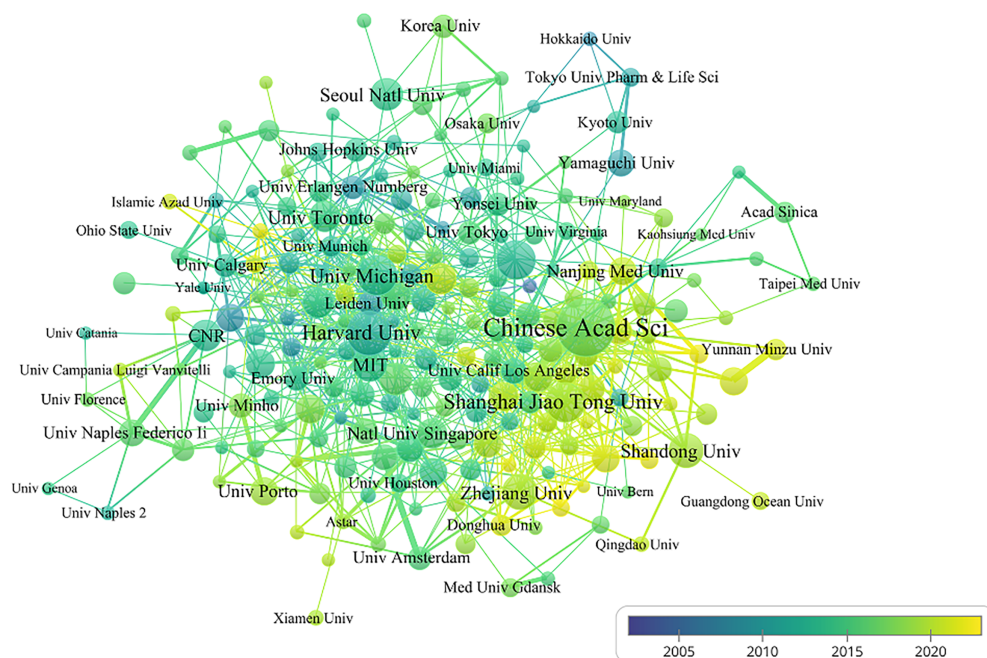 Korea Univ
Hokkaido Univ
Tokyo Univ Pharm & Life Sci
Seoul Natl Univ
Osaka Univ
Kyoto Univ
Johns Hopkins Univ
Yamaguchi Univ
Univ Miami
Univ Erlangen Nurnberg
Islamic Azad Univ
Yonsei Univ
Univ Maryland
Acad Sinica
Univ Toronto
Ohio State Univ
Univ Tokyo
Univ Virginia
Kaohsiung Med Univ
Univ Munich
Univ Calgary
Univ Michigan
Nanjing Med Univ
Yale Univ
Taipei Med Univ
Leiden Univ
Univ Catania
CNR
Harvard Univ
Chinese Acad Sci
Yunnan Minzu Univ
Univ Campania Luigi Vanvitelli
MIT
Univ Calif Los Angeles
Emory Univ
Univ Florence
Univ Minho
Shanghai Jiao Tong Univ
Univ Naples Federico Ii
Natl Univ Singapore
Shandong Univ
Univ Genoa
Univ Porto
Univ Houston
Zhejiang Univ
Univ Bern
Guangdong Ocean Univ
Univ Naples 2
Astar
Donghua Univ
Qingdao Univ
Univ Amsterdam
Med Univ Gdansk
Xiamen Univ
2005 2010 2015 2020